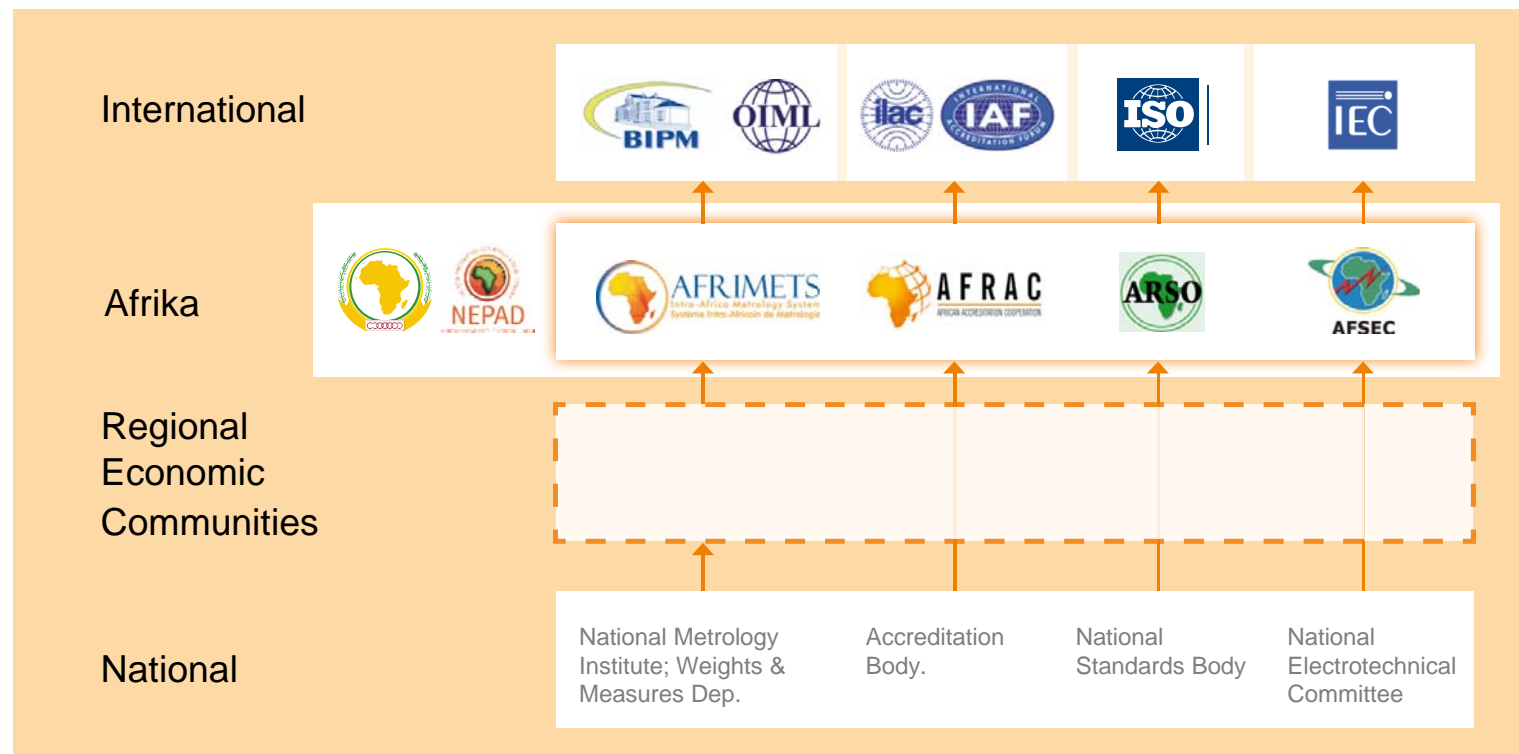 International
BIPM
OIML
ilac
INTERNATIONAL
IAF
ACCREDITATION FORUM
ISO
IEC
Afrika
NEPAD
AFRIMETS
Intra-Africa Metrology System
Système Intra-Africain de Métrologie
AFRAC
AFRICAN ACCREDITATION COOPERATION
ARSO
AFSEC
Regional
Economic
Communities
National
National Metrology
Institute; Weights &
Measures Dep.
Accreditation
Body.
National
Standards Body
National
Electrotechnical
Committee